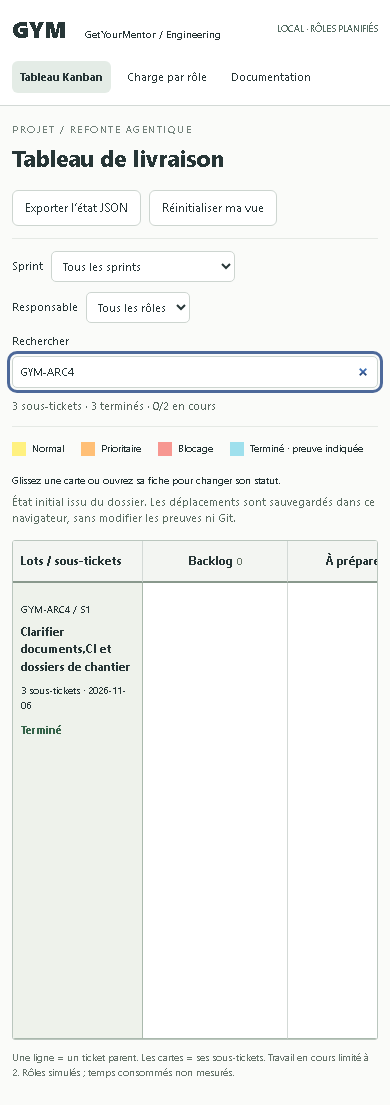 GYM
GetYourMentor / Engineering
LOCAL · RÔLES PLANIFIÉS
Tableau Kanban
Charge par rôle
Documentation
PROJET / REFONTE AGENTIQUE
Tableau de livraison
Exporter l'état JSON
Réinitialiser ma vue
Sprint
Tous les sprints
Responsable
Tous les rôles
Rechercher
GYM-ARC4
3 sous-tickets · 3 terminés · 0/2 en cours
Normal
Prioritaire
Blocage
Terminé · preuve indiquée
Glissez une carte ou ouvrez sa fiche pour changer son statut.
État initial issu du dossier. Les déplacements sont sauvegardés dans ce
navigateur, sans modifier les preuves ni Git.
Lots / sous-tickets
Backlog 0
À prépare
GYM-ARC4 / S1
Clarifier
documents,CI et
dossiers de chantier
3 sous-tickets · 2026-11-
06
Terminé
Une ligne = un ticket parent. Les cartes = ses sous-tickets. Travail en cours limité à
2. Rôles simulés ; temps consommés non mesurés.